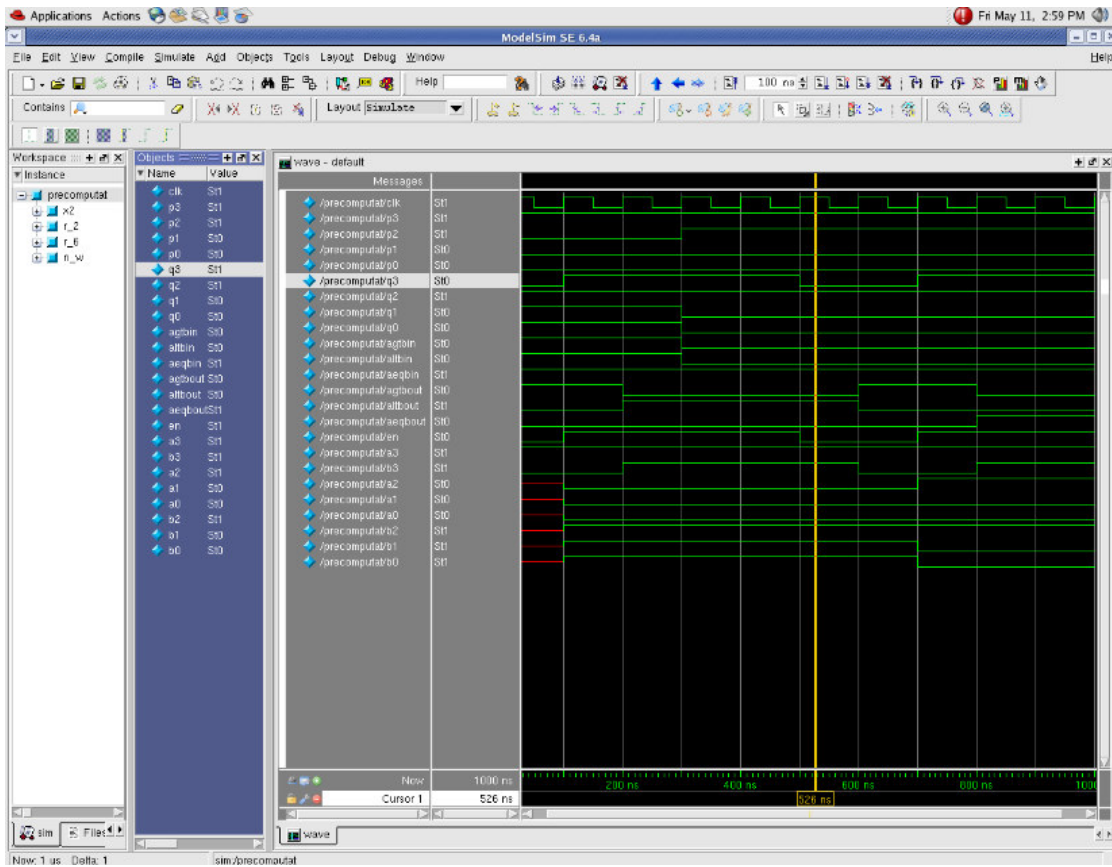 Applications Actions Fri May 11, 2:59 PM
ModelSim SE 6.4a
File Edit View Compile Simulate Add Objects Tools Layout Debug Window Help
Help 100 ns
Contains Layout Simulate
Workspace
Instance
precomputat
x2
r_2
r_6
n_w
Objects
Name Value
clk St1
p3 St1
p2 St1
p1 St0
p0 St0
q3 St1
q2 St1
q1 St0
q0 St0
agtbin St0
altbin St0
aeqbin St1
agtbout St0
altbout St0
aeqbout St1
en St1
a3 St1
b3 St1
a2 St1
a1 St0
a0 St0
b2 St1
b1 St0
b0 St0
wave - default
Messages
/precomputat/clk St1
/precomputat/p3 St1
/precomputat/p2 St1
/precomputat/p1 St0
/precomputat/p0 St0
/precomputat/q3 St0
/precomputat/q2 St1
/precomputat/q1 St0
/precomputat/q0 St0
/precomputat/agtbin St0
/precomputat/altbin St0
/precomputat/aeqbin St1
/precomputat/agtbout St0
/precomputat/altbout St1
/precomputat/aeqbout St0
/precomputat/en St0
/precomputat/a3 St1
/precomputat/b3 St1
/precomputat/a2 St0
/precomputat/a1 St0
/precomputat/a0 St0
/precomputat/b2 St1
/precomputat/b1 St1
/precomputat/b0 St1
Now 1000 ns 200 ns 400 ns 600 ns 800 ns 1000
Cursor 1 526 ns 526 ns
sim Files wave
Now: 1 us Delta: 1 sim:/precomputat